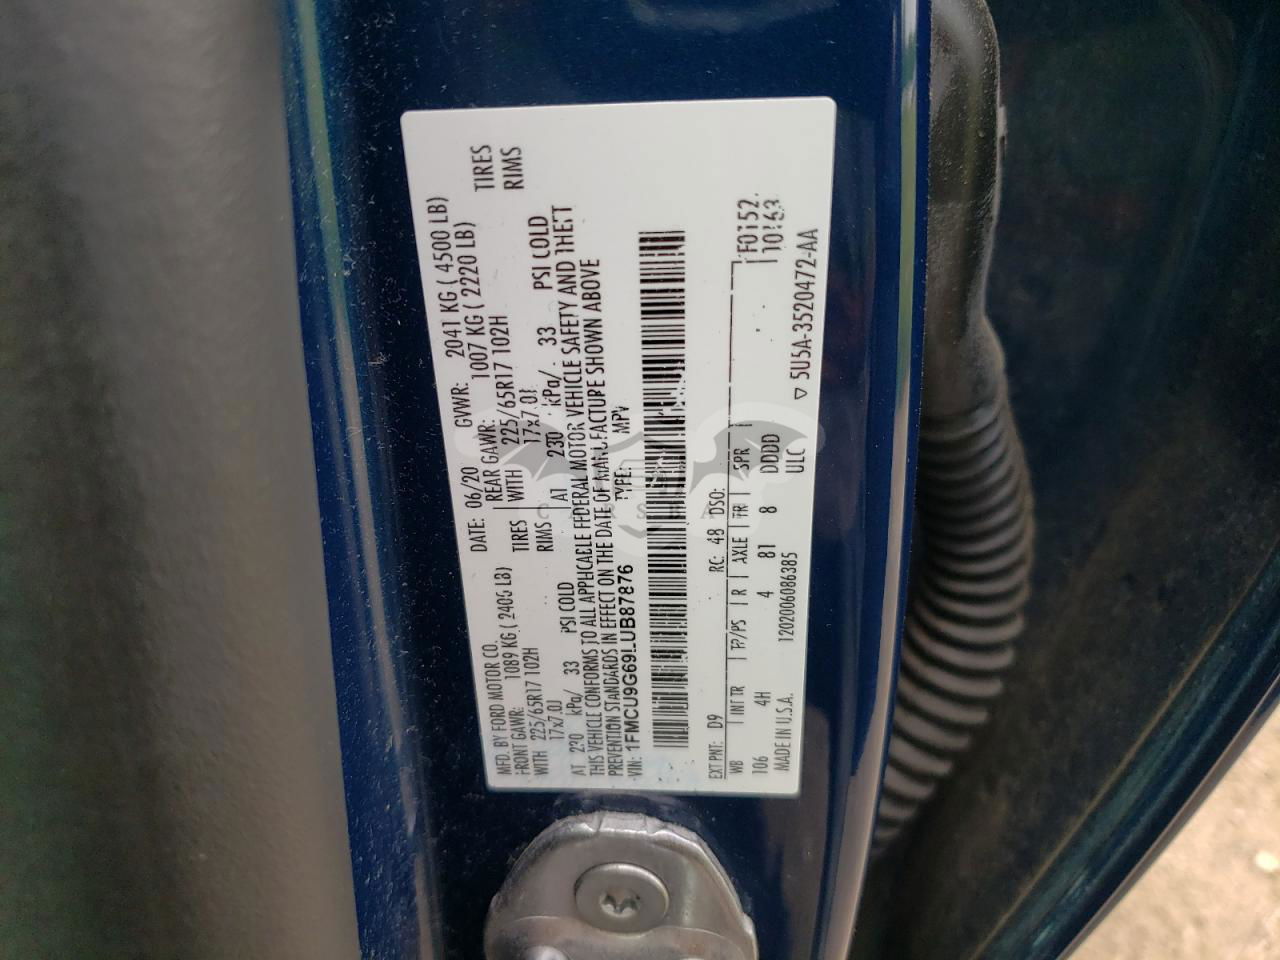 MFD. BY FORD MOTOR CO. DATE: 06/20 GVWR: 2041 KG ( 4500 LB)
FRONT GAWR: 1089 KG ( 2400 LB) REAR GAWR: 1007 KG ( 2220 LB)
WITH 225/65R17 102H TIRES WITH 225/65R17 102H TIRES
17x7.0J RIMS 17x7.0J RIMS
AT 230 kPa/ 33 PSI COLD AT 230 kPa/ 33 PSI COLD
THIS VEHICLE CONFORMS TO ALL APPLICABLE FEDERAL MOTOR VEHICLE SAFETY AND THEFT
PREVENTION STANDARDS IN EFFECT ON THE DATE OF MANUFACTURE SHOWN ABOVE
VIN: 1FMCU9G69LUB87876 TYPE: MPV
EXT PNT: D9 RC: 48 DSO: F0152
WB INT TR TP/PS R AXLE TR SPR 10163
106 4H 4 81 8 DDDD
MADE IN U.S.A. 1202006086385 ULC ▽ 5U5A-3520472-AA